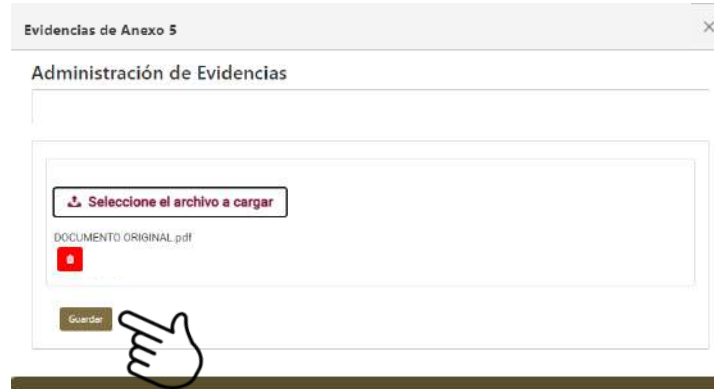 Evidencias de Anexo 5
Administración de Evidencias
Seleccione el archivo a cargar
DOCUMENTO ORIGINAL.pdf
Guardar